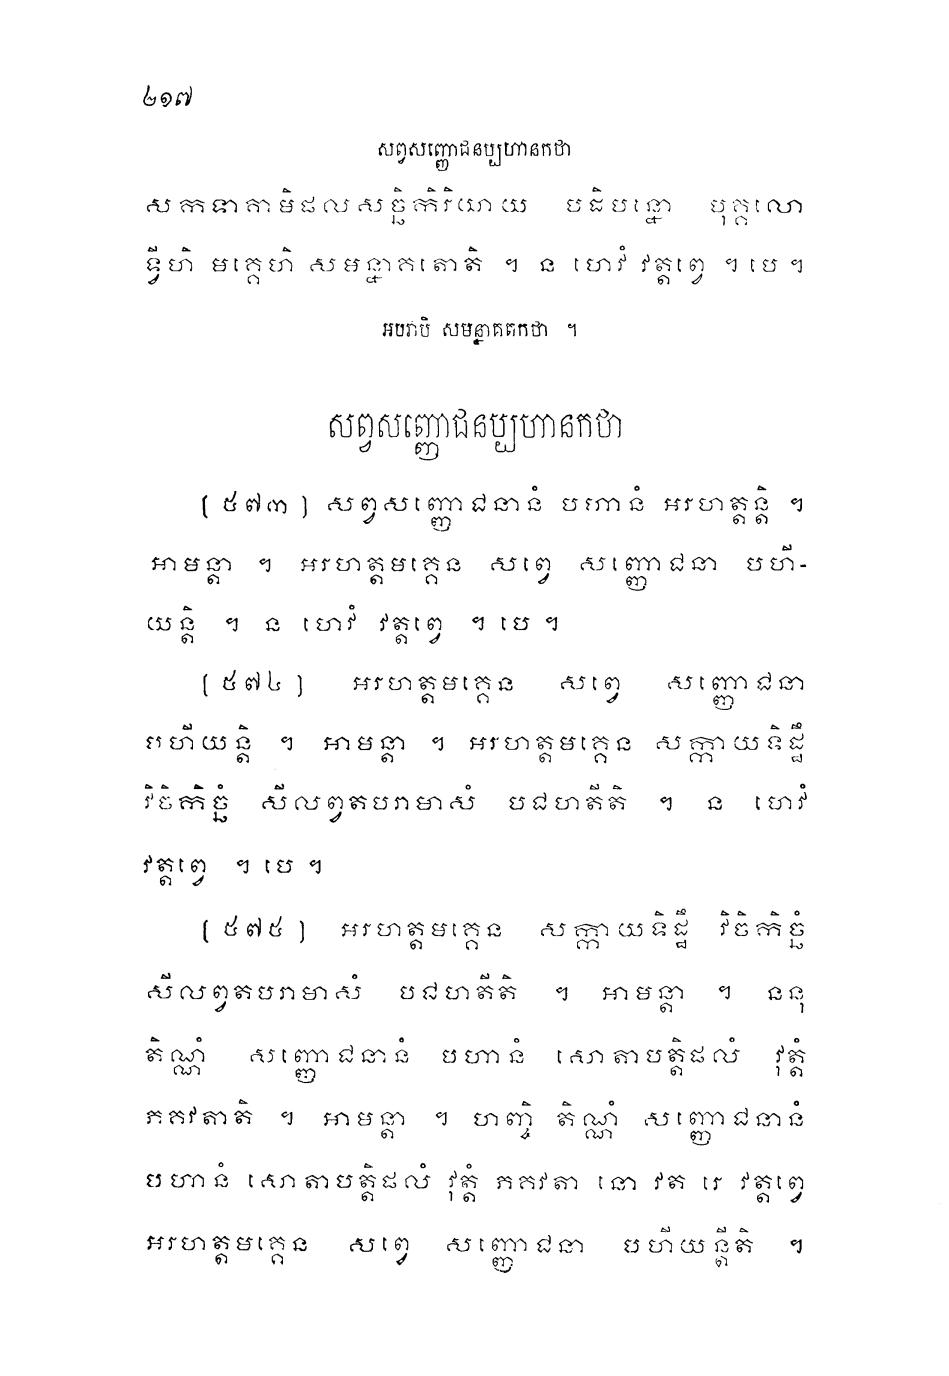 ២១៧
សព្វសញ្ញោជនប្បហានកថា
សកទាគាមិផលសច្ឆិកិរិយាយ បដិបន្នោ បុគ្គលោ
ទ្វីហិ មគ្គេហិ សមន្នាគតោតិ ។ ន ហេវំ វត្តព្វេ ។ បេ ។
អបរាបិ សមន្នាគតកថា ។
សព្វសញ្ញោជនប្បហានកថា
[ ៥៧៣ ] សព្វសញ្ញោជនានំ បហានំ អរហត្តន្តិ ។
អាមន្តា ។ អរហត្តមគ្គេន សព្វេ សញ្ញោជនា បហី-
យន្តិ ។ ន ហេវំ វត្តព្វេ ។ បេ ។
[ ៥៧៤ ] អរហត្តមគ្គេន សព្វេ សញ្ញោជនា
បហីយន្តិ ។ អាមន្តា ។ អរហត្តមគ្គេន សក្កាយទិដ្ឋឹ
វិចិកិច្ឆំ សីលព្វតបរាមាសំ បជហតីតិ ។ ន ហេវំ
វត្តព្វេ ។ បេ ។
[ ៥៧៥ ] អរហត្តមគ្គេន សក្កាយទិដ្ឋឹ វិចិកិច្ឆំ
សីលព្វតបរាមាសំ បជហតីតិ ។ អាមន្តា ។ ននុ
តិណ្ណំ សញ្ញោជនានំ បហានំ សោតាបត្តិផលំ វុត្តំ
ភគវតាតិ ។ អាមន្តា ។ ហញ្ចិ តិណ្ណំ សញ្ញោជនានំ
បហានំ សោតាបត្តិផលំ វុត្តំ ភគវតា នោ វត រេ វត្តព្វេ
អរហត្តមគ្គេន សព្វេ សញ្ញោជនា បហីយន្តីតិ ។